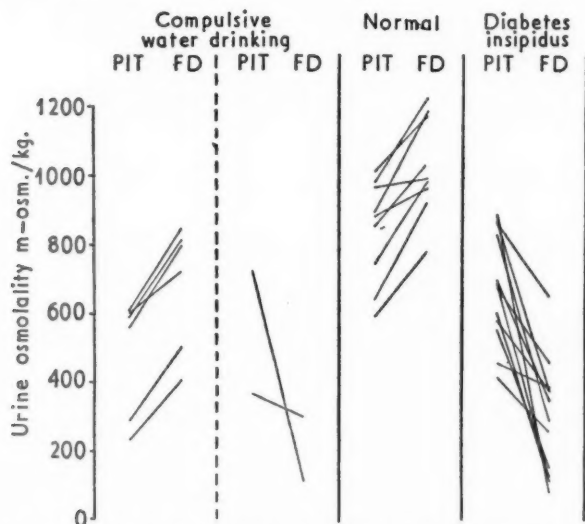 Compulsive
water drinking
Normal
Diabetes
insipidus
PIT FD PIT FD PIT FD PIT FD
Urine osmolality m-osm./kg.
1200
1000
800
600
400
200
0